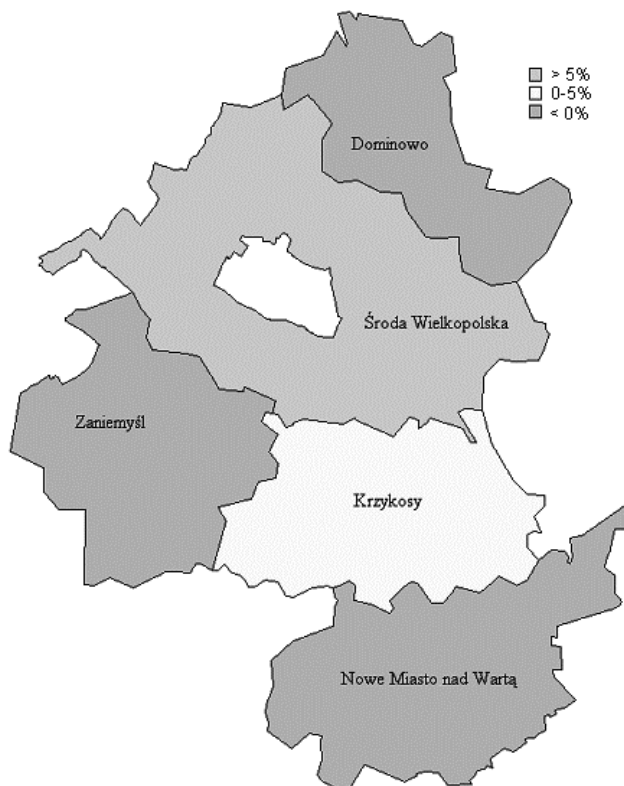 > 5%
0-5%
< 0%
Dominowo
Środa Wielkopolska
Zaniemyśl
Krzykosy
Nowe Miasto nad Wartą